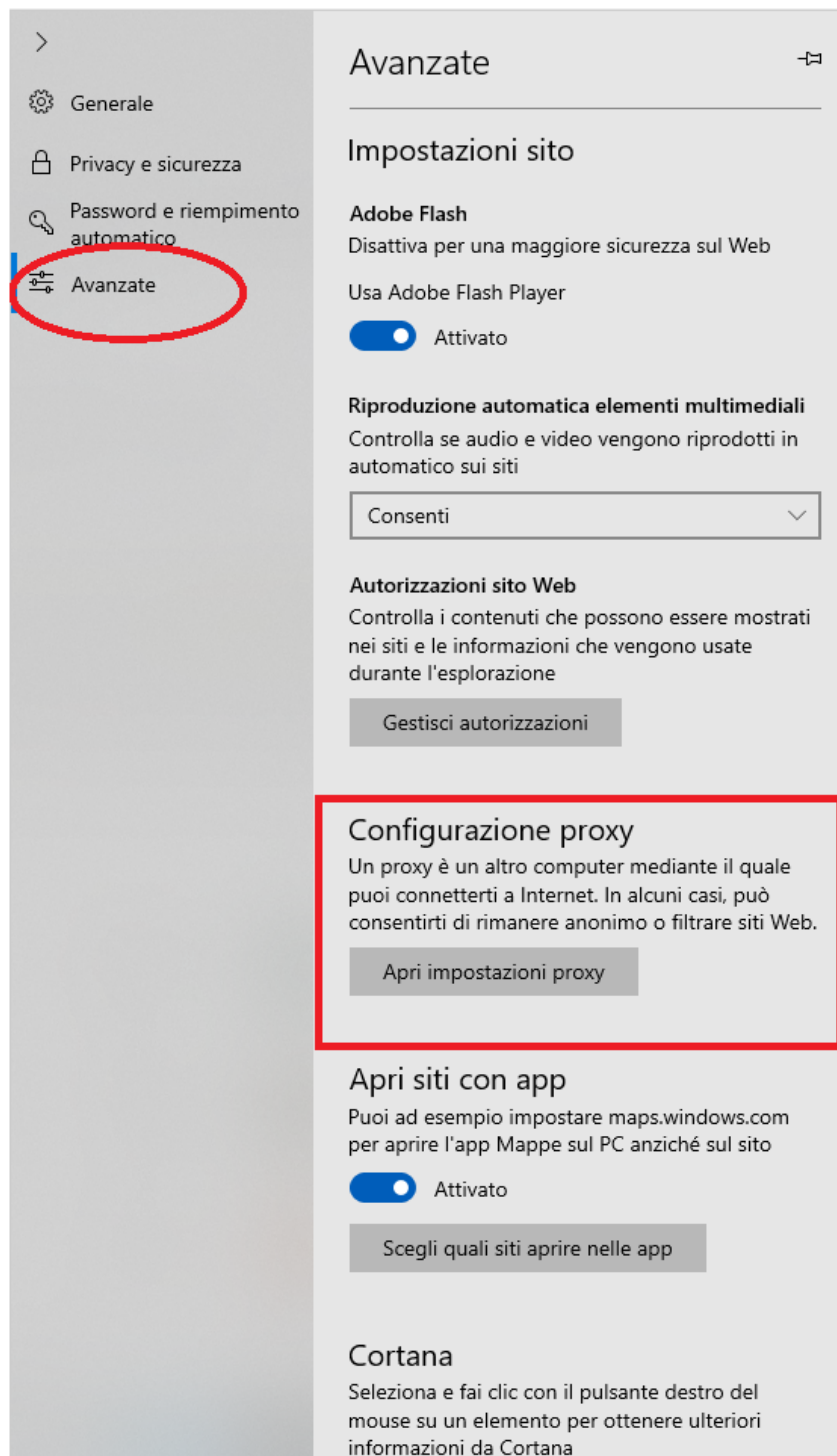 Generale
Privacy e sicurezza
Password e riempimento
automatico
Avanzate
Avanzate
Impostazioni sito
Adobe Flash
Disattiva per una maggiore sicurezza sul Web
Usa Adobe Flash Player
Attivato
Riproduzione automatica elementi multimediali
Controlla se audio e video vengono riprodotti in
automatico sui siti
Consenti
Autorizzazioni sito Web
Controlla i contenuti che possono essere mostrati
nei siti e le informazioni che vengono usate
durante l'esplorazione
Gestisci autorizzazioni
Configurazione proxy
Un proxy è un altro computer mediante il quale
puoi connetterti a Internet. In alcuni casi, può
consentirti di rimanere anonimo o filtrare siti Web.
Apri impostazioni proxy
Apri siti con app
Puoi ad esempio impostare maps.windows.com
per aprire l'app Mappe sul PC anziché sul sito
Attivato
Scegli quali siti aprire nelle app
Cortana
Seleziona e fai clic con il pulsante destro del
mouse su un elemento per ottenere ulteriori
informazioni da Cortana